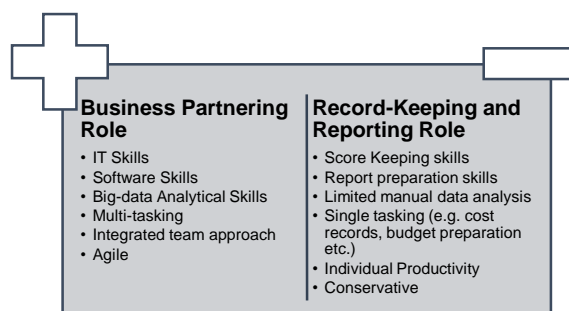 Business Partnering
Role
• IT Skills
• Software Skills
• Big-data Analytical Skills
• Multi-tasking
• Integrated team approach
• Agile
Record-Keeping and
Reporting Role
• Score Keeping skills
• Report preparation skills
• Limited manual data analysis
• Single tasking (e.g. cost
records, budget preparation
etc.)
• Individual Productivity
• Conservative